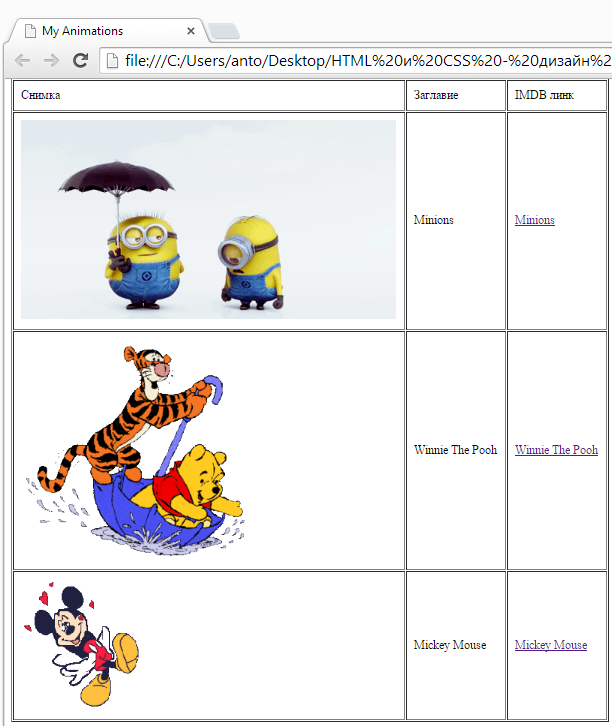 My Animations
file:///C:/Users/anto/Desktop/HTML%20и%20CSS%20-%20дизайн%2
Снимка Заглавие IMDB линк
Minions Minions
Winnie The Pooh Winnie The Pooh
Mickey Mouse Mickey Mouse